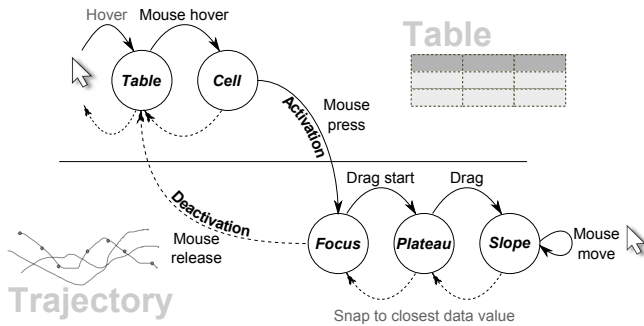 Hover
Mouse hover
Table
Table
Cell
Activation
Mouse
press
Drag start
Drag
Deactivation
Mouse
release
Focus
Plateau
Slope
Mouse
move
Trajectory
Snap to closest data value